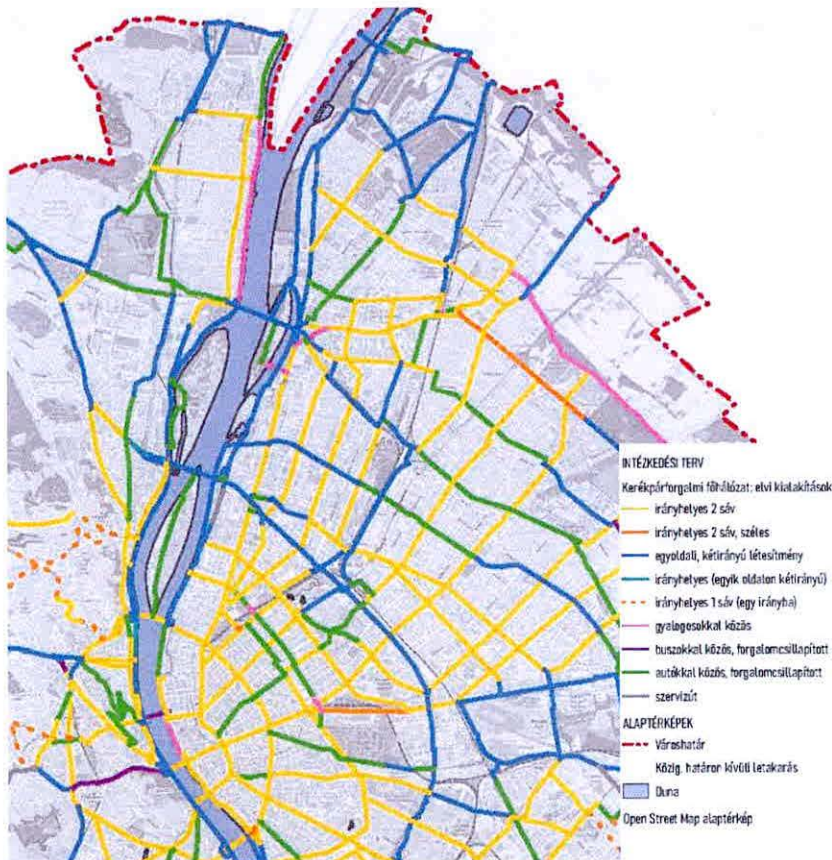 INTÉZKEDÉSI TERV
Kerékpárforgalmi főhálózat: elvi kialakítások
irányhelyes 2 sáv
irányhelyes 2 sáv, széles
egyoldali, kétirányú létesítmény
irányhelyes (egyik oldalon kétirányú)
irányhelyes 1 sáv (egy irányba)
gyalogosokkal közös
buszokkal közös, forgalomcsillapított
autókkal közös, forgalomcsillapított
szervizút
ALAPTÉRKÉPEK
Városhatár
Közig. határon kívüli letakarás
Duna
Open Street Map alaptérkép